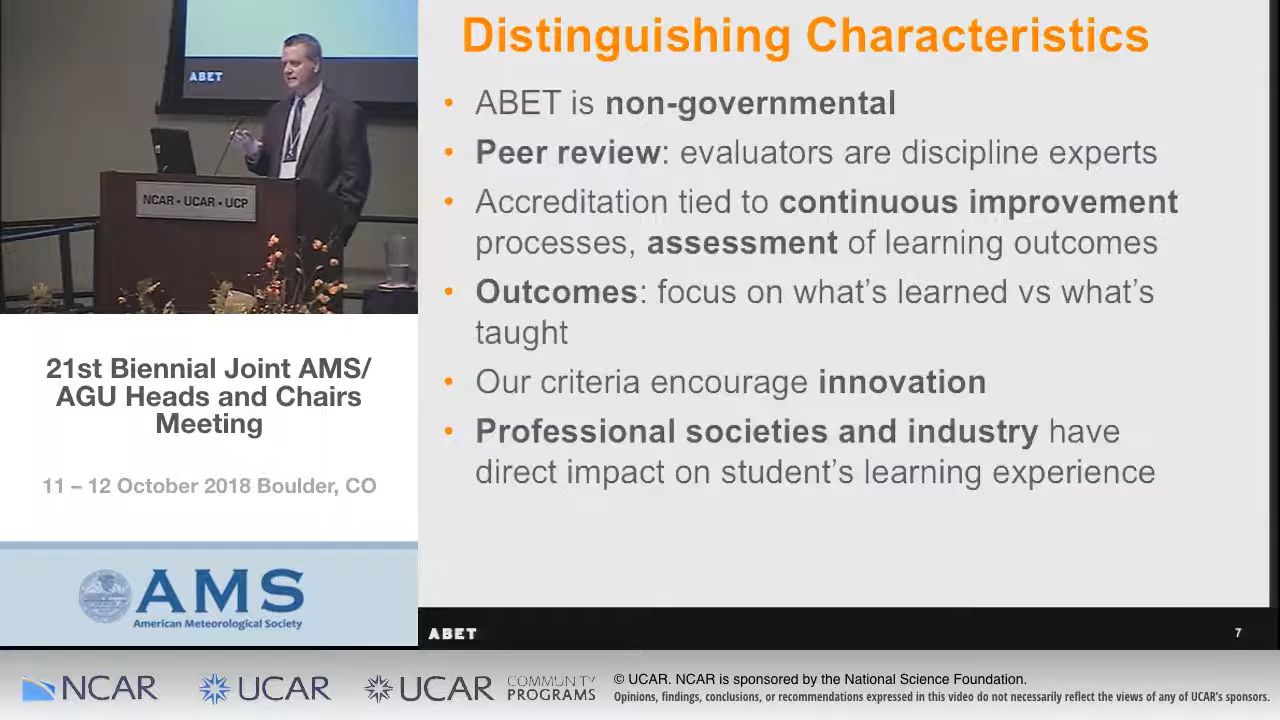 ABET
NCAR • UCAR • UCP
21st Biennial Joint AMS/
AGU Heads and Chairs
Meeting
11 – 12 October 2018 Boulder, CO
AMS
American Meteorological Society
Distinguishing Characteristics
• ABET is non-governmental
• Peer review: evaluators are discipline experts
• Accreditation tied to continuous improvement
processes, assessment of learning outcomes
• Outcomes: focus on what's learned vs what's
taught
• Our criteria encourage innovation
• Professional societies and industry have
direct impact on student's learning experience
ABET
7
NCAR
UCAR
UCAR
COMMUNITY
PROGRAMS
© UCAR. NCAR is sponsored by the National Science Foundation.
Opinions, findings, conclusions, or recommendations expressed in this video do not necessarily reflect the views of any of UCAR's sponsors.